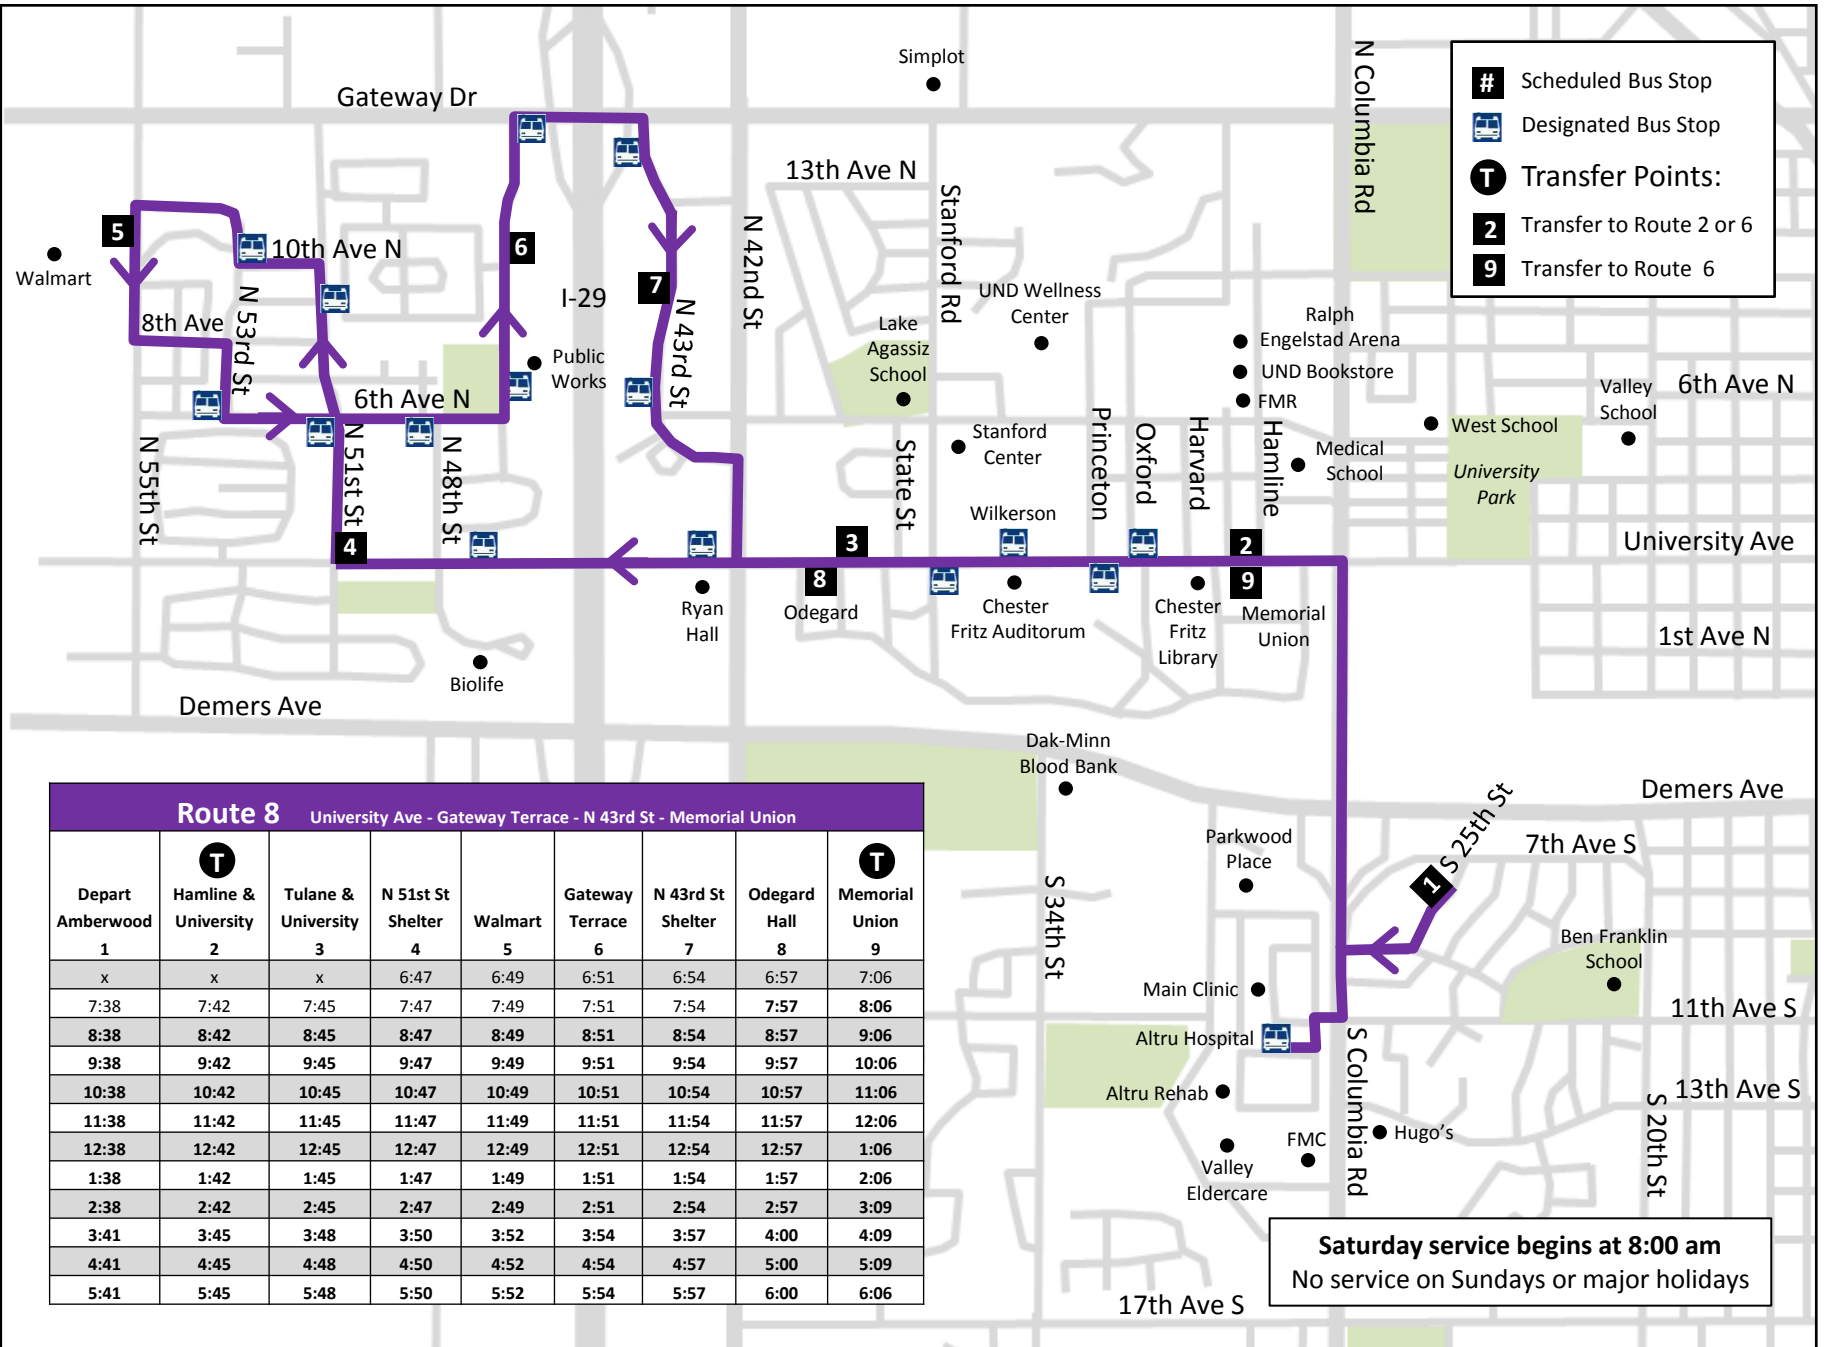 Simplot
Gateway Dr
N Columbia Rd
# Scheduled Bus Stop
Designated Bus Stop
T Transfer Points:
2 Transfer to Route 2 or 6
9 Transfer to Route 6
13th Ave N
Stanford Rd
N 42nd St
5
10th Ave N
6
Walmart
I-29
7
N 43rd St
UND Wellness
Center
Ralph
Engelstad Arena
8th Ave
N 53rd St
Lake
Agassiz
School
Public
Works
UND Bookstore
FMR
Valley
School
6th Ave N
6th Ave N
West School
N 55th St
N 51st St
N 48th St
State St
Stanford
Center
Princeton
Oxford
Harvard
Hamline
Medical
School
University
Park
Wilkerson
4
3
2
University Ave
8
9
Ryan
Hall
Odegard
Chester
Fritz Auditorium
Chester
Fritz
Library
Memorial
Union
1st Ave N
Biolife
Demers Ave
Dak-Minn
Blood Bank
Demers Ave
S 25th St
1
7th Ave S
Parkwood
Place
S 34th St
Ben Franklin
School
Main Clinic
11th Ave S
Altru Hospital
S Columbia Rd
Altru Rehab
13th Ave S
S 20th St
FMC
Hugo's
Valley
Eldercare
17th Ave S
Saturday service begins at 8:00 am
No service on Sundays or major holidays
Route 8 University Ave - Gateway Terrace - N 43rd St - Memorial Union
T T
Depart Hamline & Tulane & N 51st St Gateway N 43rd St Odegard Memorial
Amberwood University University Shelter Walmart Terrace Shelter Hall Union
1 2 3 4 5 6 7 8 9
x x x 6:47 6:49 6:51 6:54 6:57 7:06
7:38 7:42 7:45 7:47 7:49 7:51 7:54 7:57 8:06
8:38 8:42 8:45 8:47 8:49 8:51 8:54 8:57 9:06
9:38 9:42 9:45 9:47 9:49 9:51 9:54 9:57 10:06
10:38 10:42 10:45 10:47 10:49 10:51 10:54 10:57 11:06
11:38 11:42 11:45 11:47 11:49 11:51 11:54 11:57 12:06
12:38 12:42 12:45 12:47 12:49 12:51 12:54 12:57 1:06
1:38 1:42 1:45 1:47 1:49 1:51 1:54 1:57 2:06
2:38 2:42 2:45 2:47 2:49 2:51 2:54 2:57 3:09
3:41 3:45 3:48 3:50 3:52 3:54 3:57 4:00 4:09
4:41 4:45 4:48 4:50 4:52 4:54 4:57 5:00 5:09
5:41 5:45 5:48 5:50 5:52 5:54 5:57 6:00 6:06